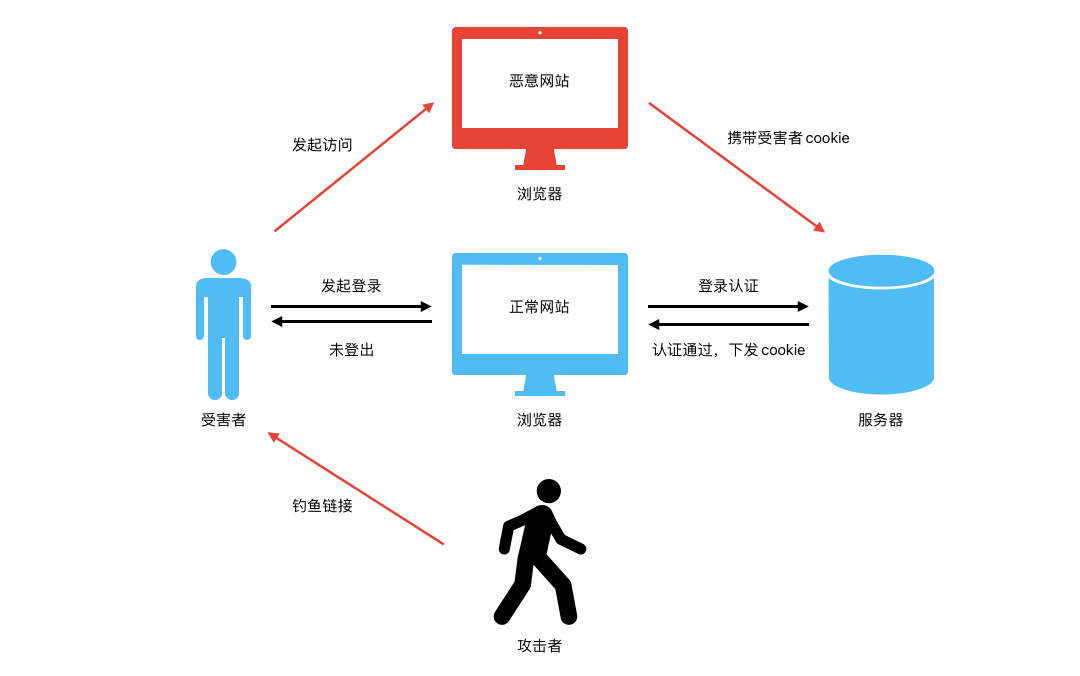 恶意网站
发起访问
携带受害者 cookie
浏览器
发起登录
正常网站
登录认证
未登出
认证通过，下发 cookie
受害者
浏览器
服务器
钓鱼链接
攻击者